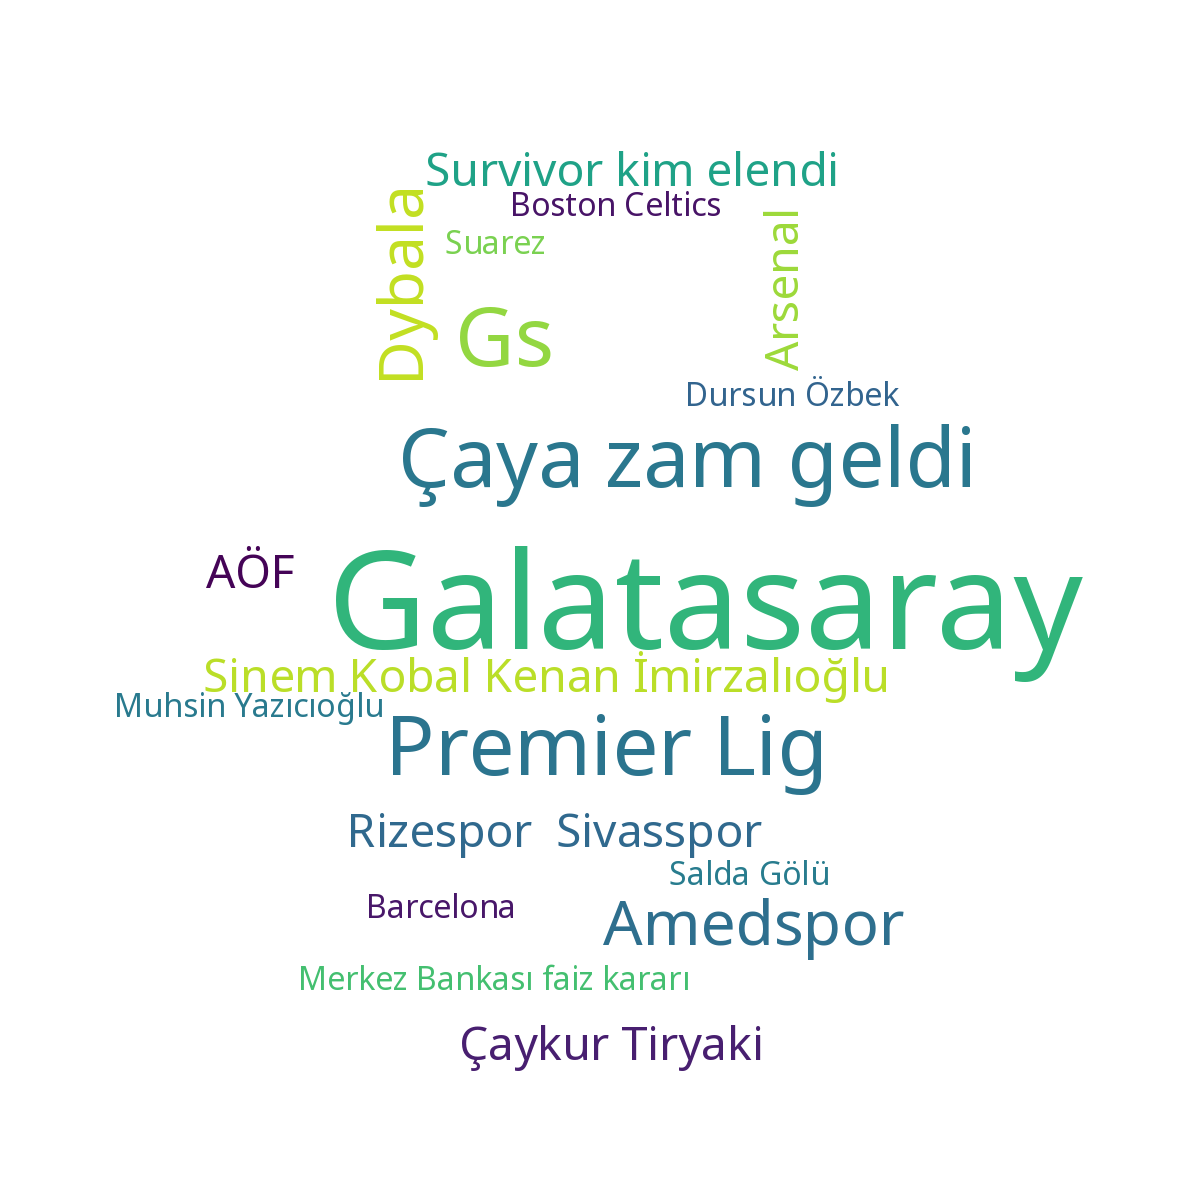 Survivor kim elendi
Boston Celtics
Dybala
Suarez
Arsenal
Gs
Dursun Özbek
Çaya zam geldi
AÖF
Galatasaray
Sinem Kobal Kenan İmirzalıoğlu
Muhsin Yazıcıoğlu
Premier Lig
Rizespor
Sivasspor
Salda Gölü
Barcelona
Amedspor
Merkez Bankası faiz kararı
Çaykur Tiryaki